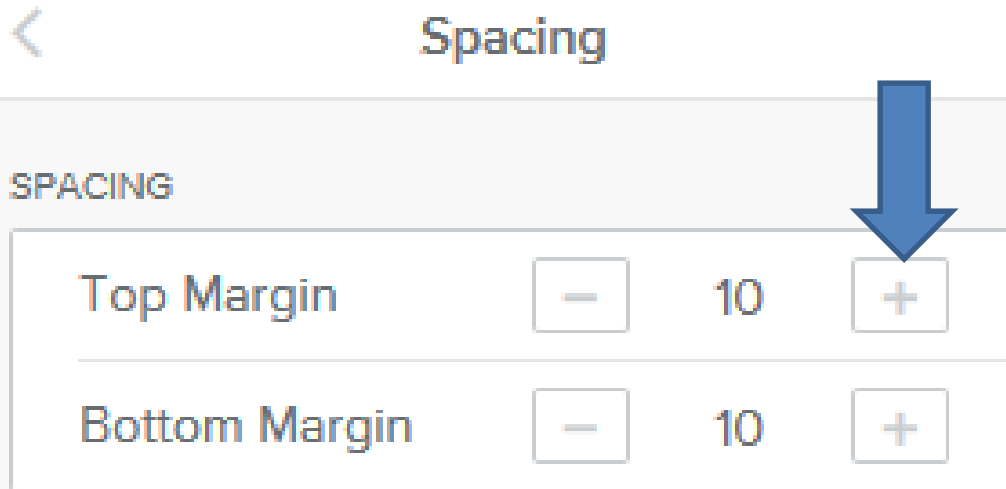 Spacing
SPACING
Top Margin − 10 +
Bottom Margin − 10 +